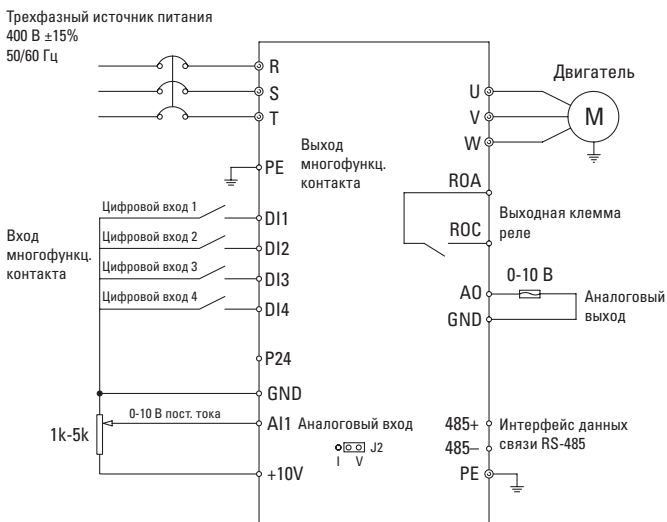 Трехфазный источник питания
400 В ±15%
50/60 Гц
R
S
T
PE
Выход
многофункц.
контакта
Двигатель
U
V
W
M
ROA
ROC
Выходная клемма
реле
Вход
многофункц.
контакта
Цифровой вход 1
DI1
Цифровой вход 2
DI2
Цифровой вход 3
DI3
Цифровой вход 4
DI4
0-10 В
AO
GND
Аналоговый
выход
P24
GND
0-10 В пост. тока
AI1 Аналоговый вход
1k-5k
J2
I V
+10V
485+
485–
Интерфейс данных
связи RS-485
PE